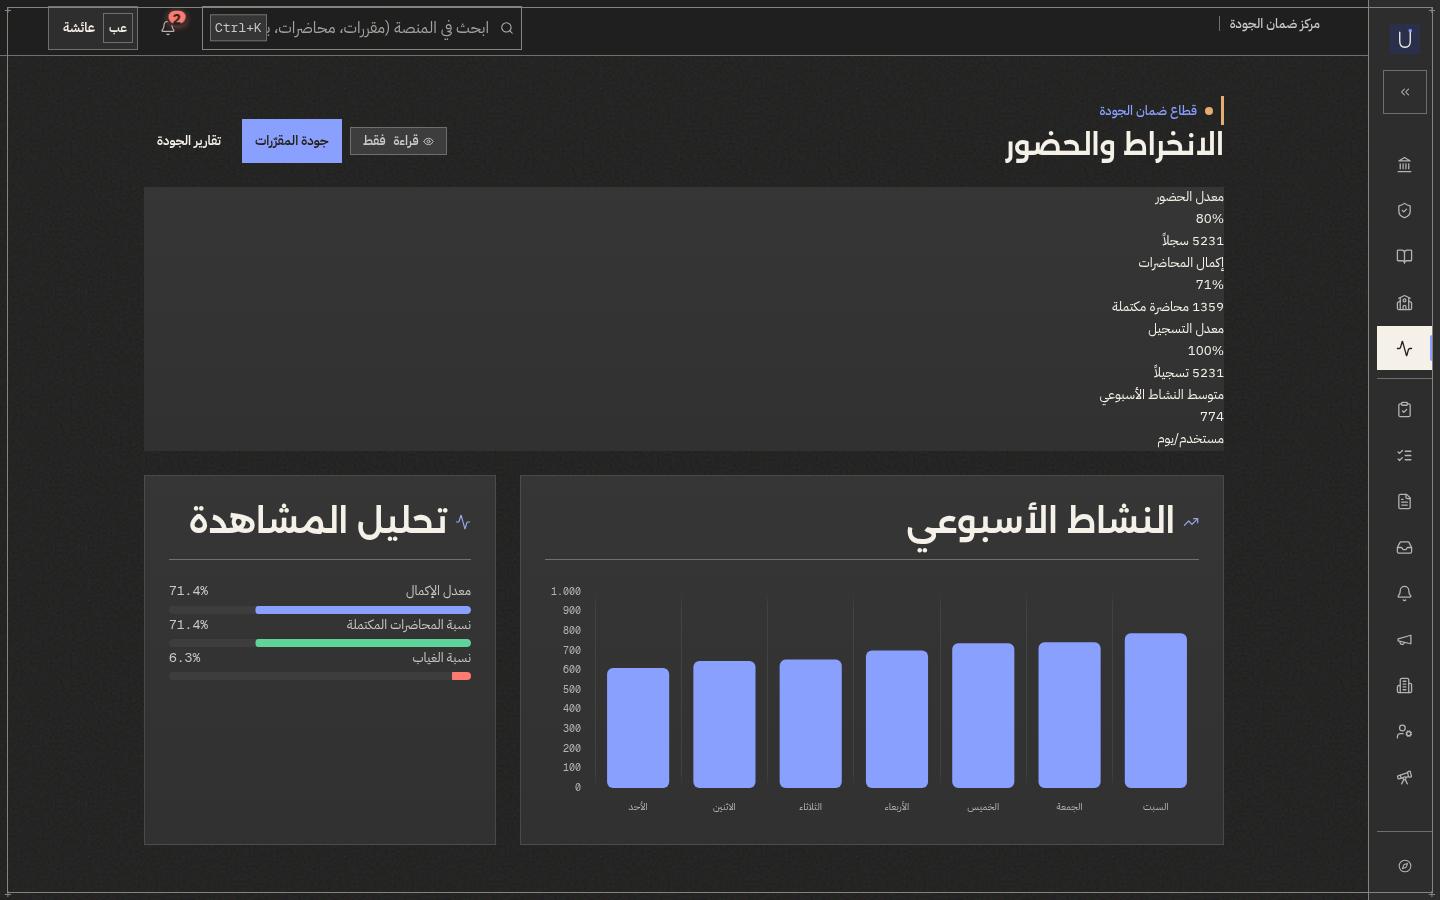 مركز ضمان الجودة
ابحث في المنصة (مقررات، محاضرات،
Ctrl+K
2
عب
عائشة
قطاع ضمان الجودة
الانخراط والحضور
قراءة فقط
جودة المقرّرات
تقارير الجودة
معدل الحضور
80%
5231 سجلاً
إكمال المحاضرات
71%
1359 محاضرة مكتملة
معدل التسجيل
100%
5231 تسجيلاً
متوسط النشاط الأسبوعي
774
مستخدم/يوم
النشاط الأسبوعي
1.000
900
800
700
600
500
400
300
200
100
0
السبت
الجمعة
الخميس
الأربعاء
الثلاثاء
الاثنين
الأحد
تحليل المشاهدة
معدل الإكمال
71.4%
نسبة المحاضرات المكتملة
71.4%
نسبة الغياب
6.3%